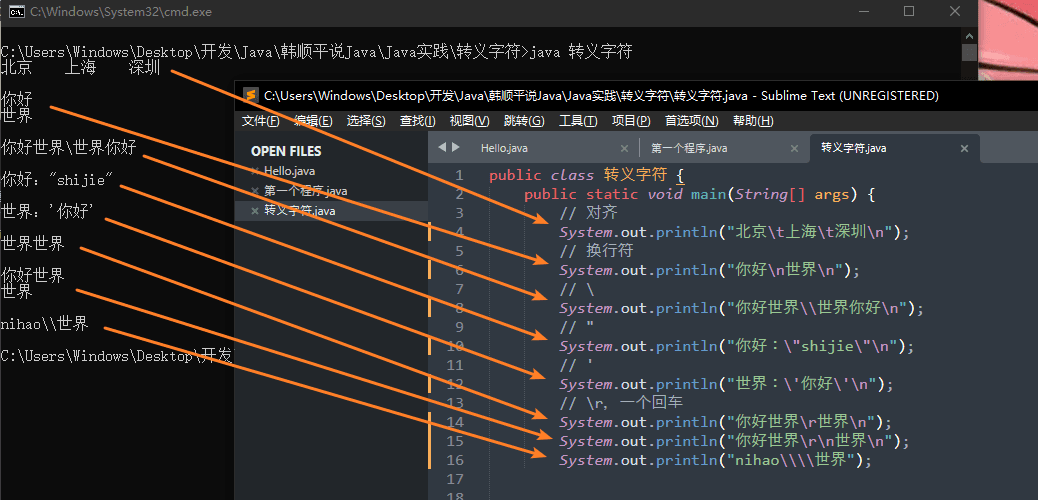 C:\Windows\System32\cmd.exe
C:\Users\Windows\Desktop\开发\Java\韩顺平说Java\Java实践\转义字符>java 转义字符
北京 上海 深圳
你好
世界
你好世界\世界你好
你好："shijie"
世界：'你好'
世界世界
你好世界
世界
nihao\\世界
C:\Users\Windows\Desktop\开发
C:\Users\Windows\Desktop\开发\Java\韩顺平说Java\Java实践\转义字符\转义字符.java - Sublime Text (UNREGISTERED)
文件(F) 编辑(E) 选择(S) 查找(I) 视图(V) 跳转(G) 工具(T) 项目(P) 首选项(N) 帮助(H)
OPEN FILES
Hello.java
第一个程序.java
转义字符.java
Hello.java 第一个程序.java 转义字符.java
1 public class 转义字符 {
2 public static void main(String[] args) {
3 // 对齐
4 System.out.println("北京\t上海\t深圳\n");
5 // 换行符
6 System.out.println("你好\n世界\n");
7 // \
8 System.out.println("你好世界\\世界你好\n");
9 // "
10 System.out.println("你好：\"shijie\"\n");
11 // '
12 System.out.println("世界：\'你好\'\n");
13 // \r，一个回车
14 System.out.println("你好世界\r世界\n");
15 System.out.println("你好世界\r\n世界\n");
16 System.out.println("nihao\\\\世界");
17
18